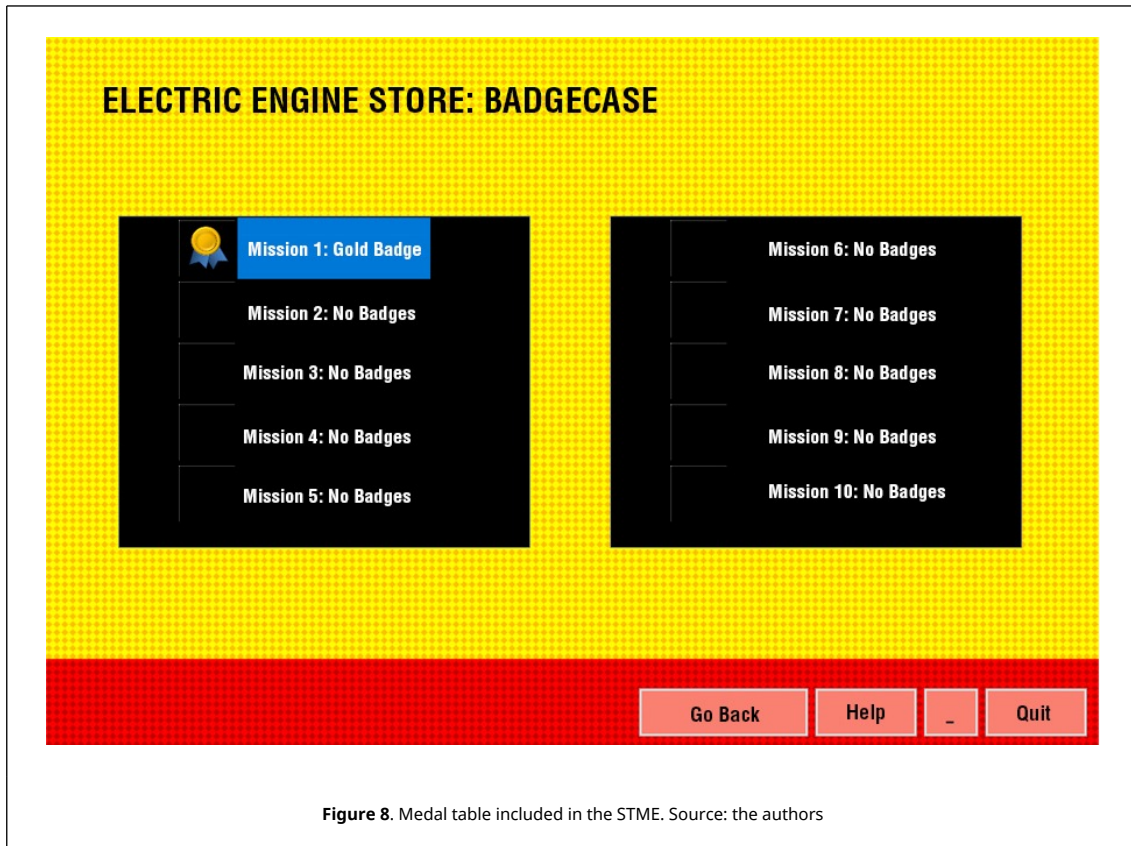 ELECTRIC ENGINE STORE: BADGECASE
Mission 1: Gold Badge
Mission 2: No Badges
Mission 3: No Badges
Mission 4: No Badges
Mission 5: No Badges
Mission 6: No Badges
Mission 7: No Badges
Mission 8: No Badges
Mission 9: No Badges
Mission 10: No Badges
Go Back
Help
_
Quit
Figure 8. Medal table included in the STME. Source: the authors